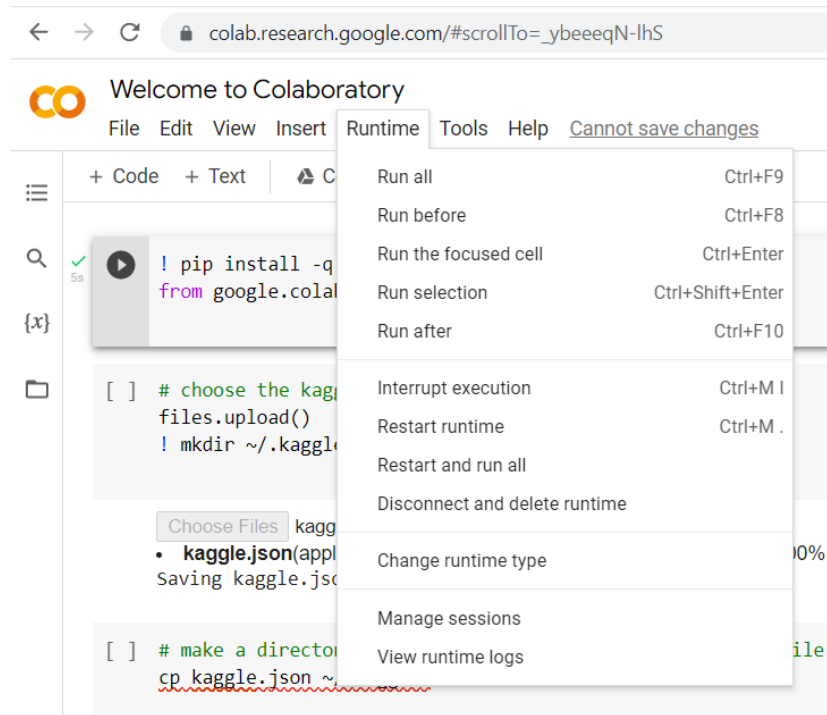 colab.research.google.com/#scrollTo=_ybeeeqN-lhS
Welcome to Colaboratory
File Edit View Insert Runtime Tools Help Cannot save changes
+ Code + Text
Run all Ctrl+F9
Run before Ctrl+F8
Run the focused cell Ctrl+Enter
Run selection Ctrl+Shift+Enter
Run after Ctrl+F10
Interrupt execution Ctrl+M I
Restart runtime Ctrl+M .
Restart and run all
Disconnect and delete runtime
Change runtime type
Manage sessions
View runtime logs
{x}
5s
! pip install -q
from google.colab
[ ] # choose the kagg
files.upload()
! mkdir ~/.kaggle
Choose Files kagg
• kaggle.json(appl 00%
Saving kaggle.jso
[ ] # make a director ile
cp kaggle.json ~/